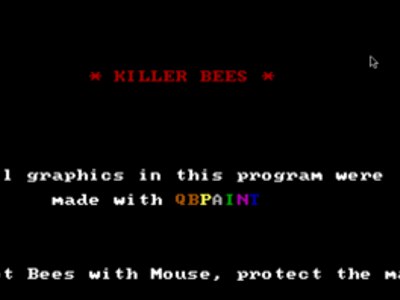 * KILLER BEES *
l graphics in this program were
made with QBPAINT
t Bees with Mouse, protect the ma